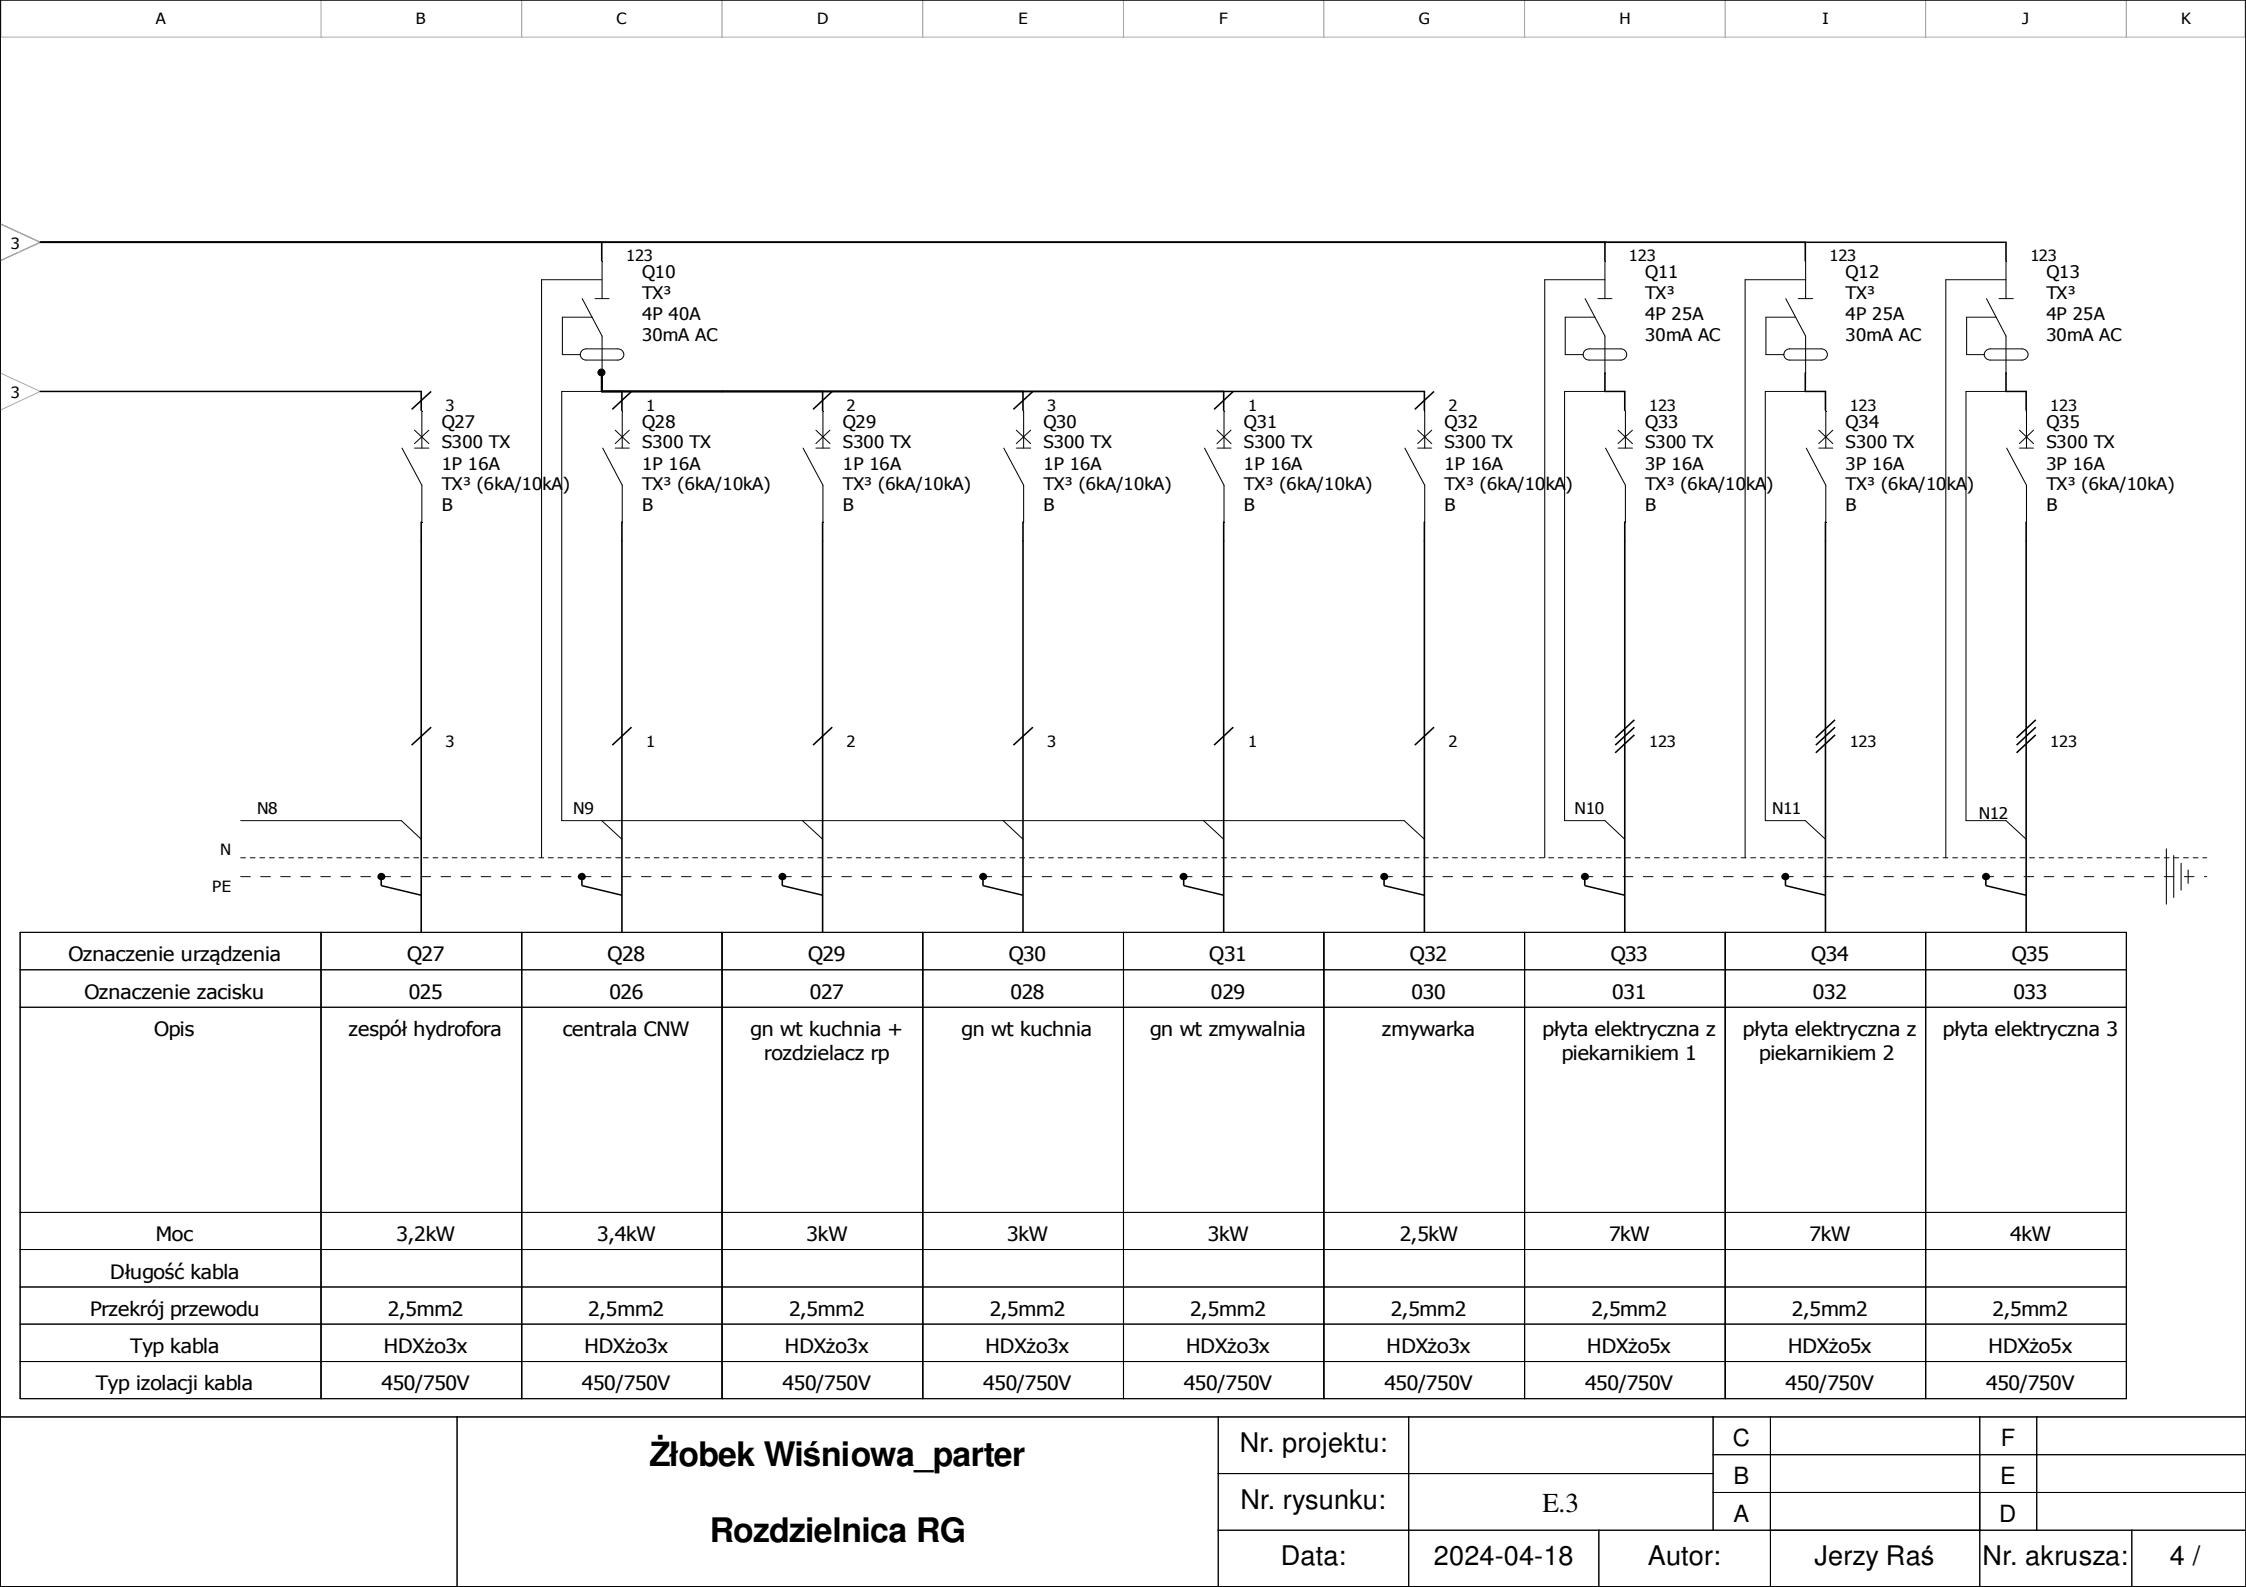 A B C D E F G H I J K
3
123 123 123 123
Q10 Q11 Q12 Q13
TX³ TX³ TX³ TX³
4P 40A 4P 25A 4P 25A 4P 25A
30mA AC 30mA AC 30mA AC 30mA AC
3
3 1 2 3 1 2 123 123 123
Q27 Q28 Q29 Q30 Q31 Q32 Q33 Q34 Q35
S300 TX S300 TX S300 TX S300 TX S300 TX S300 TX S300 TX S300 TX S300 TX
1P 16A 1P 16A 1P 16A 1P 16A 1P 16A 1P 16A 3P 16A 3P 16A 3P 16A
TX³ (6kA/10kA) TX³ (6kA/10kA) TX³ (6kA/10kA) TX³ (6kA/10kA) TX³ (6kA/10kA) TX³ (6kA/10kA) TX³ (6kA/10kA) TX³ (6kA/10kA) TX³ (6kA/10kA)
B B B B B B B B B
3 1 2 3 1 2 123 123 123
N8 N9 N10 N11 N12
N
PE
Oznaczenie urządzenia Q27 Q28 Q29 Q30 Q31 Q32 Q33 Q34 Q35
Oznaczenie zacisku 025 026 027 028 029 030 031 032 033
Opis zespół hydrofora centrala CNW gn wt kuchnia + gn wt kuchnia gn wt zmywalnia zmywarka płyta elektryczna z płyta elektryczna z płyta elektryczna 3
rozdzielacz rp piekarnikiem 1 piekarnikiem 2
Moc 3,2kW 3,4kW 3kW 3kW 3kW 2,5kW 7kW 7kW 4kW
Długość kabla
Przekrój przewodu 2,5mm2 2,5mm2 2,5mm2 2,5mm2 2,5mm2 2,5mm2 2,5mm2 2,5mm2 2,5mm2
Typ kabla HDXżo3x HDXżo3x HDXżo3x HDXżo3x HDXżo3x HDXżo3x HDXżo5x HDXżo5x HDXżo5x
Typ izolacji kabla 450/750V 450/750V 450/750V 450/750V 450/750V 450/750V 450/750V 450/750V 450/750V
Żłobek Wiśniowa_parter
Rozdzielnica RG
Nr. projektu: C F
B E
Nr. rysunku: E.3 A D
Data: 2024-04-18 Autor: Jerzy Raś Nr. akrusza: 4 /